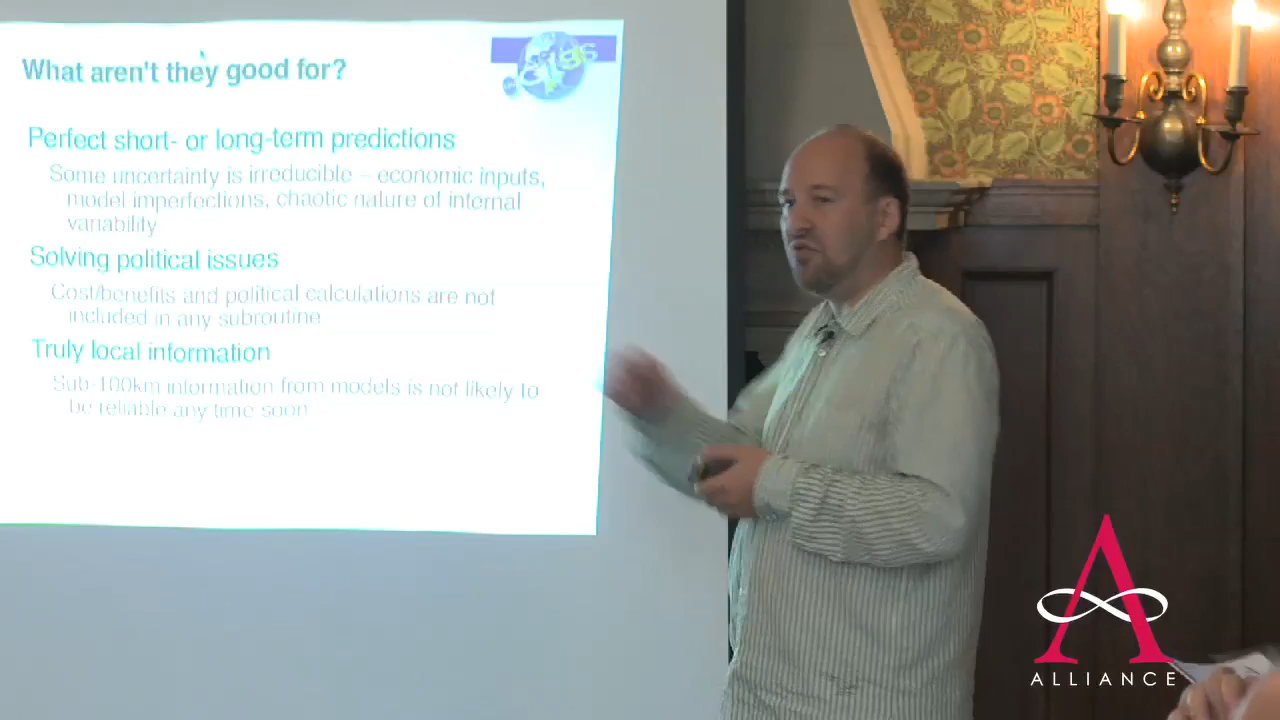 What aren't they good for?
Perfect short- or long-term predictions
Some uncertainty is irreducible – economic inputs,
model imperfections, chaotic nature of internal
variability
Solving political issues
Cost/benefits and political calculations are not
included in any subroutine
Truly local information
Sub-100km information from models is not likely to
be reliable any time soon
A
ALLIANCE